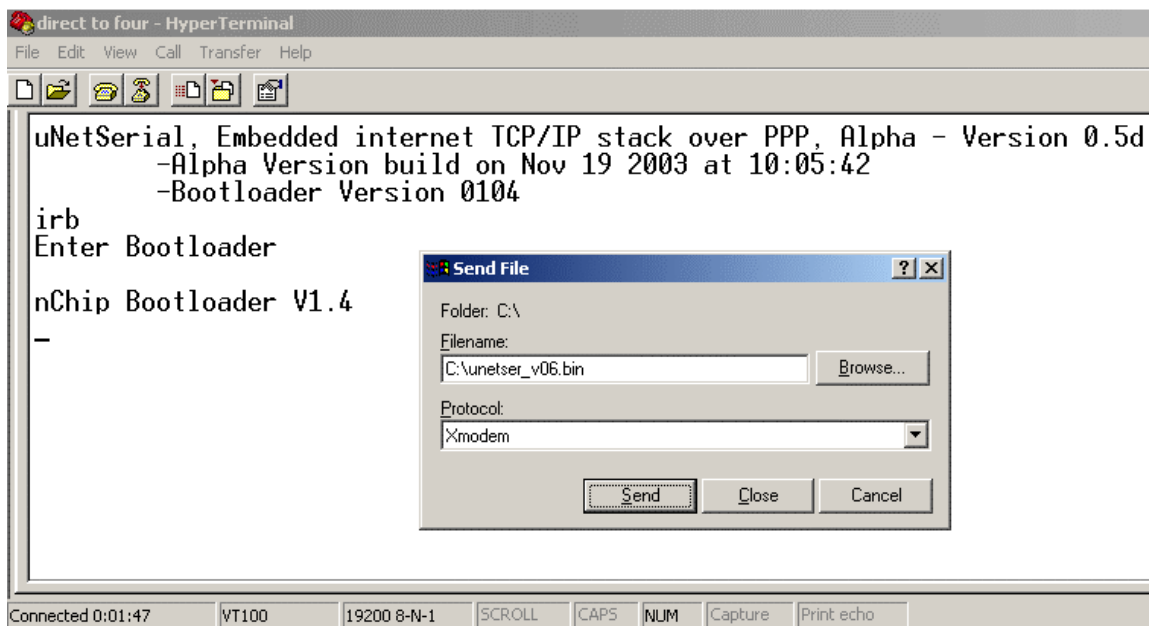 direct to four - HyperTerminal
File Edit View Call Transfer Help
uNetSerial, Embedded internet TCP/IP stack over PPP, Alpha - Version 0.5d
-Alpha Version build on Nov 19 2003 at 10:05:42
-Bootloader Version 0104
irb
Enter Bootloader
nChip Bootloader V1.4
_
Send File
Folder: C:\
Filename:
C:\unetser_v06.bin
Browse...
Protocol:
Xmodem
Send Close Cancel
Connected 0:01:47 VT100 19200 8-N-1 SCROLL CAPS NUM Capture Print echo